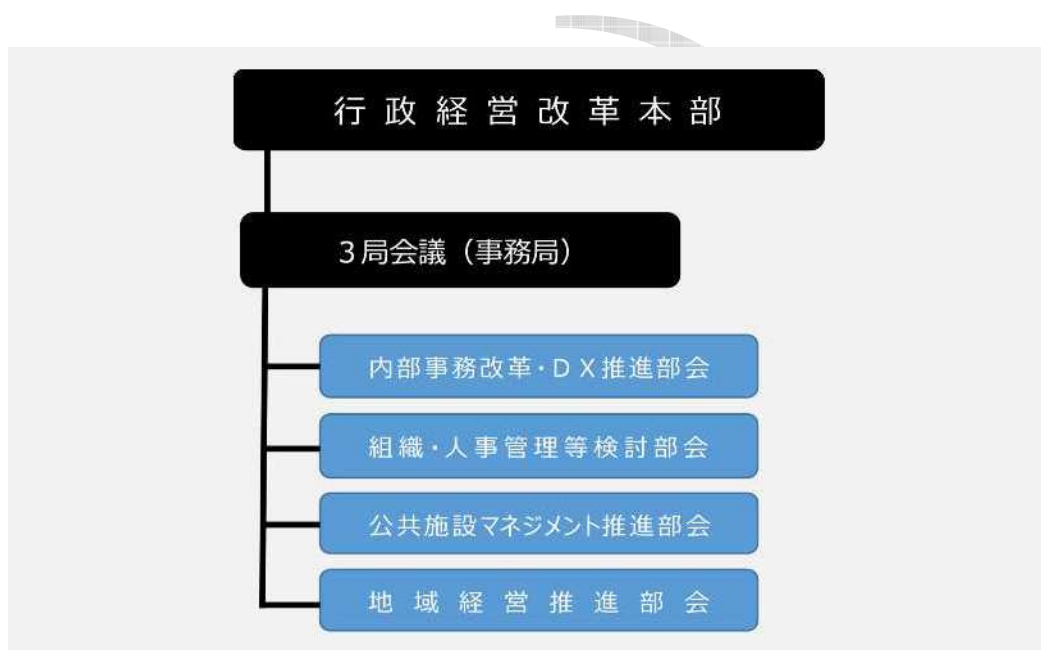 行政経営改革本部
３局会議（事務局）
内部事務改革・ＤＸ推進部会
組織・人事管理等検討部会
公共施設マネジメント推進部会
地域経営推進部会